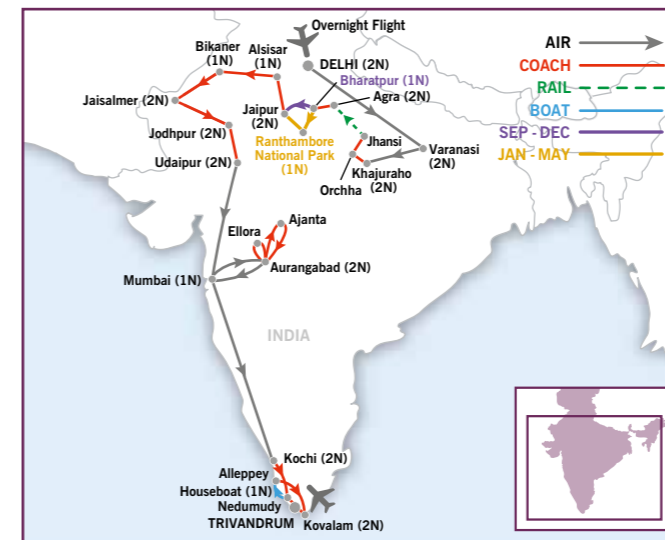 Overnight Flight
DELHI (2N)
Bikaner
(1N)
Alsisar
(1N)
Bharatpur (1N)
Agra (2N)
Jaisalmer (2N)
Jaipur
(2N)
Jodhpur (2N)
Ranthambore
National Park
(1N)
Jhansi
Varanasi
(2N)
Udaipur (2N)
Khajuraho
(2N)
Orchha
Ajanta
Ellora
Aurangabad (2N)
Mumbai (1N)
INDIA
Kochi (2N)
Alleppey
Houseboat (1N)
Nedumudy
TRIVANDRUM
Kovalam (2N)
AIR
COACH
RAIL
BOAT
SEP - DEC
JAN - MAY